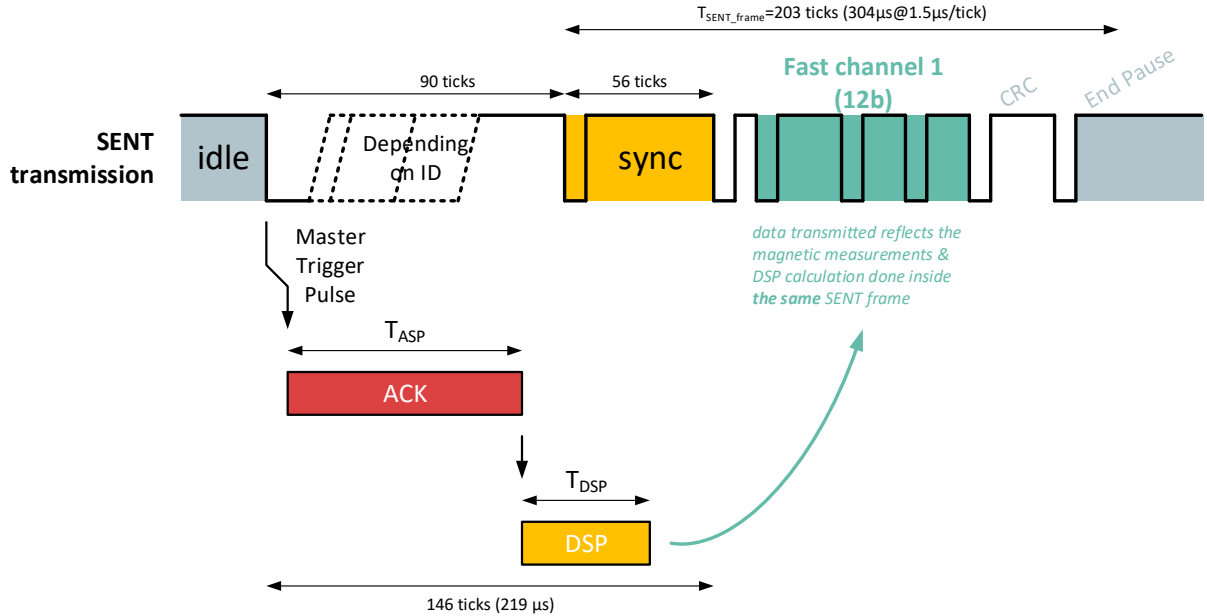 T_SENT_frame=203 ticks (304µs@1.5µs/tick)
90 ticks
56 ticks
Fast channel 1
(12b)
CRC
End Pause
SENT
transmission
idle
Depending
on ID
sync
Master
Trigger
Pulse
data transmitted reflects the
magnetic measurements &
DSP calculation done inside
the same SENT frame
T_ASP
ACK
T_DSP
DSP
146 ticks (219 µs)